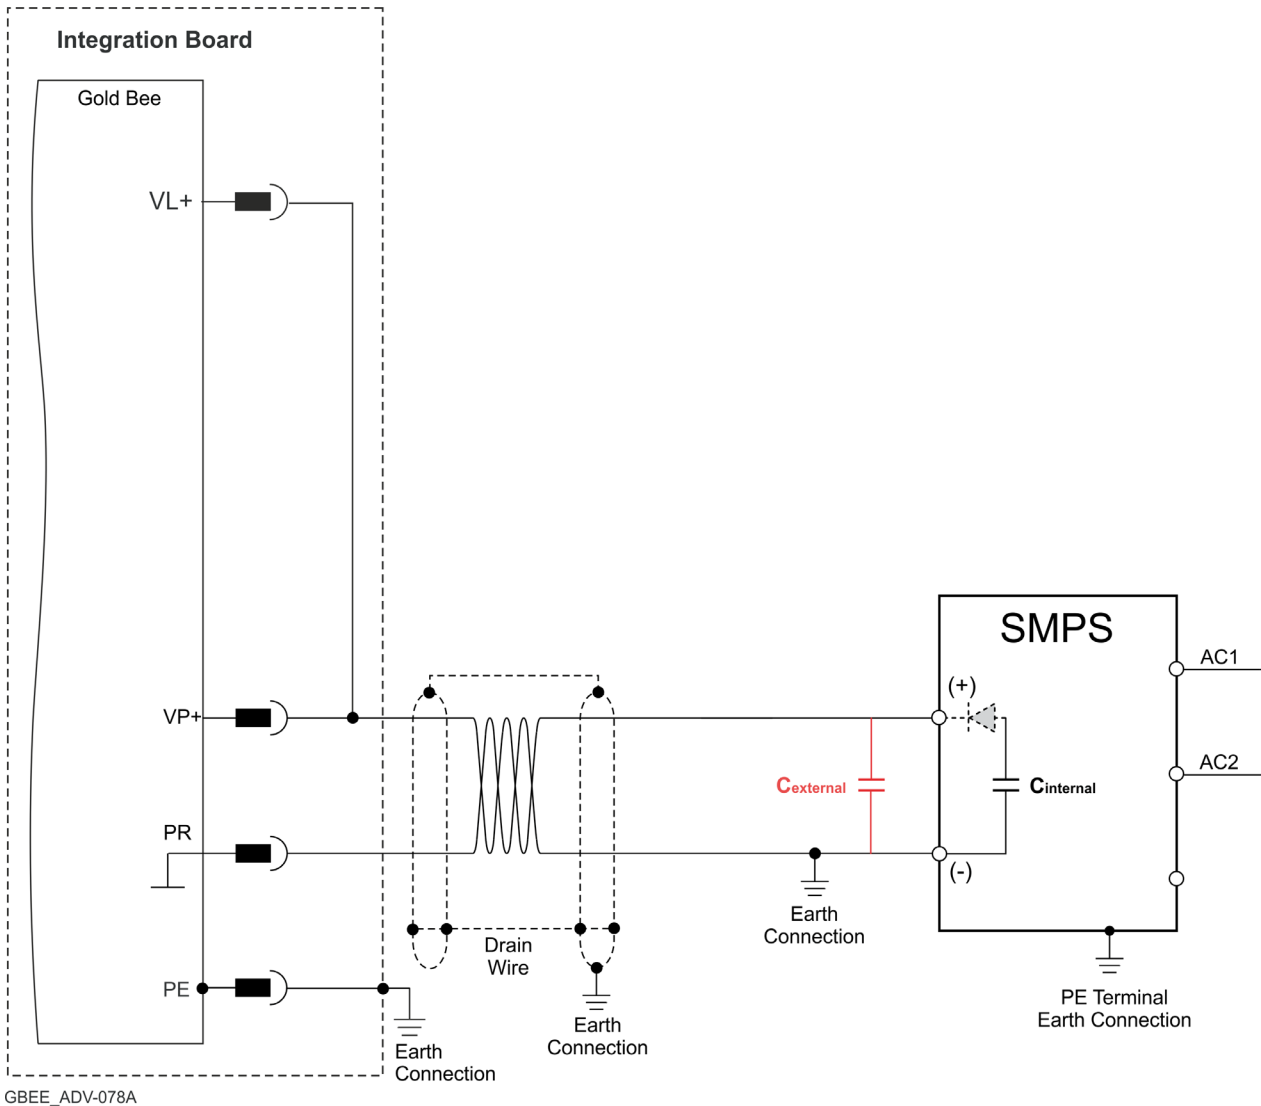 Integration Board
Gold Bee
VL+
SMPS
AC1
(+)
VP+
AC2
Cexternal
Cinternal
PR
(-)
Earth
Connection
Drain
Wire
PE
PE Terminal
Earth Connection
Earth
Connection
Earth
Connection
GBEE_ADV-078A